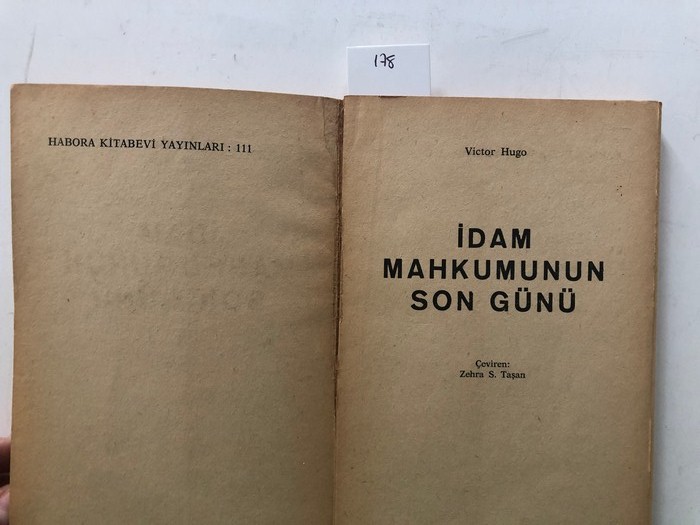 178
HABORA KİTABEVİ YAYINLARI : 111
Victor Hugo
İDAM
MAHKUMUNUN
SON GÜNÜ
Çeviren:
Zehra S. Taşan